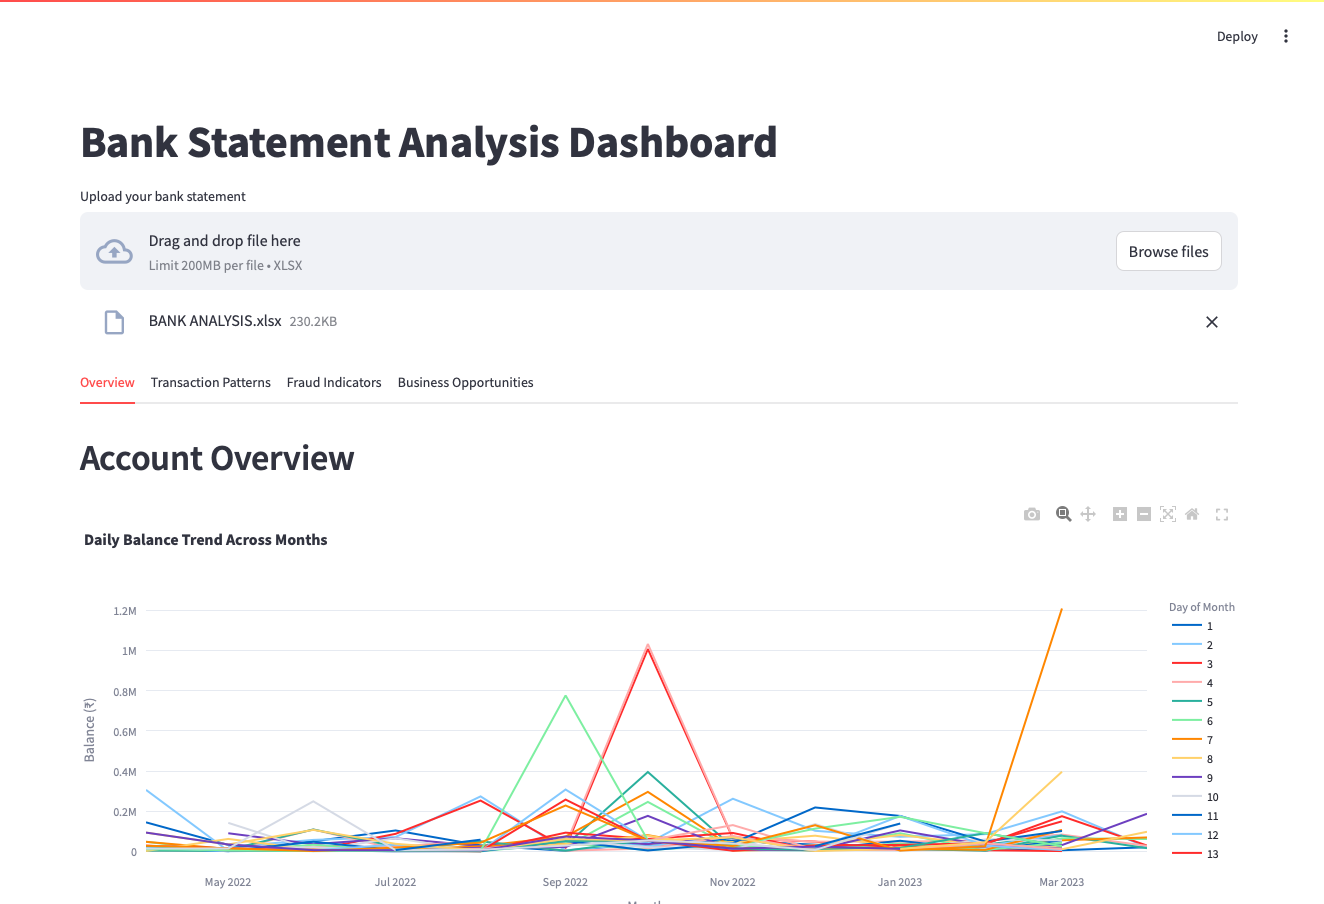 Deploy
Bank Statement Analysis Dashboard
Upload your bank statement
Drag and drop file here
Limit 200MB per file • XLSX
Browse files
BANK ANALYSIS.xlsx 230.2KB
Overview Transaction Patterns Fraud Indicators Business Opportunities
Account Overview
Daily Balance Trend Across Months
Balance (₹)
1.2M
1M
0.8M
0.6M
0.4M
0.2M
0
May 2022 Jul 2022 Sep 2022 Nov 2022 Jan 2023 Mar 2023
Day of Month
1
2
3
4
5
6
7
8
9
10
11
12
13